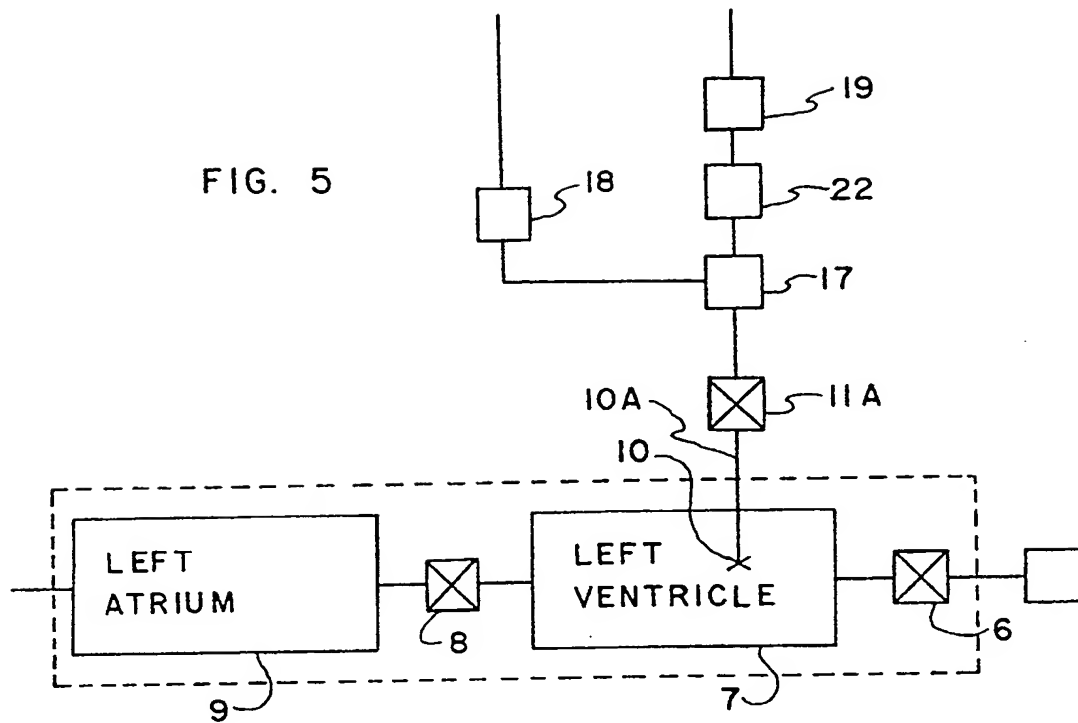 19
FIG. 5
18
22
17
10A
11A
10
LEFT
ATRIUM
LEFT
VENTRICLE
8
6
9
7